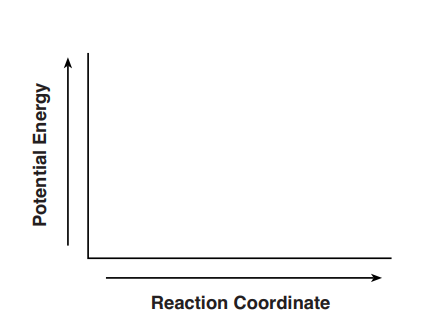 Potential Energy
Reaction Coordinate